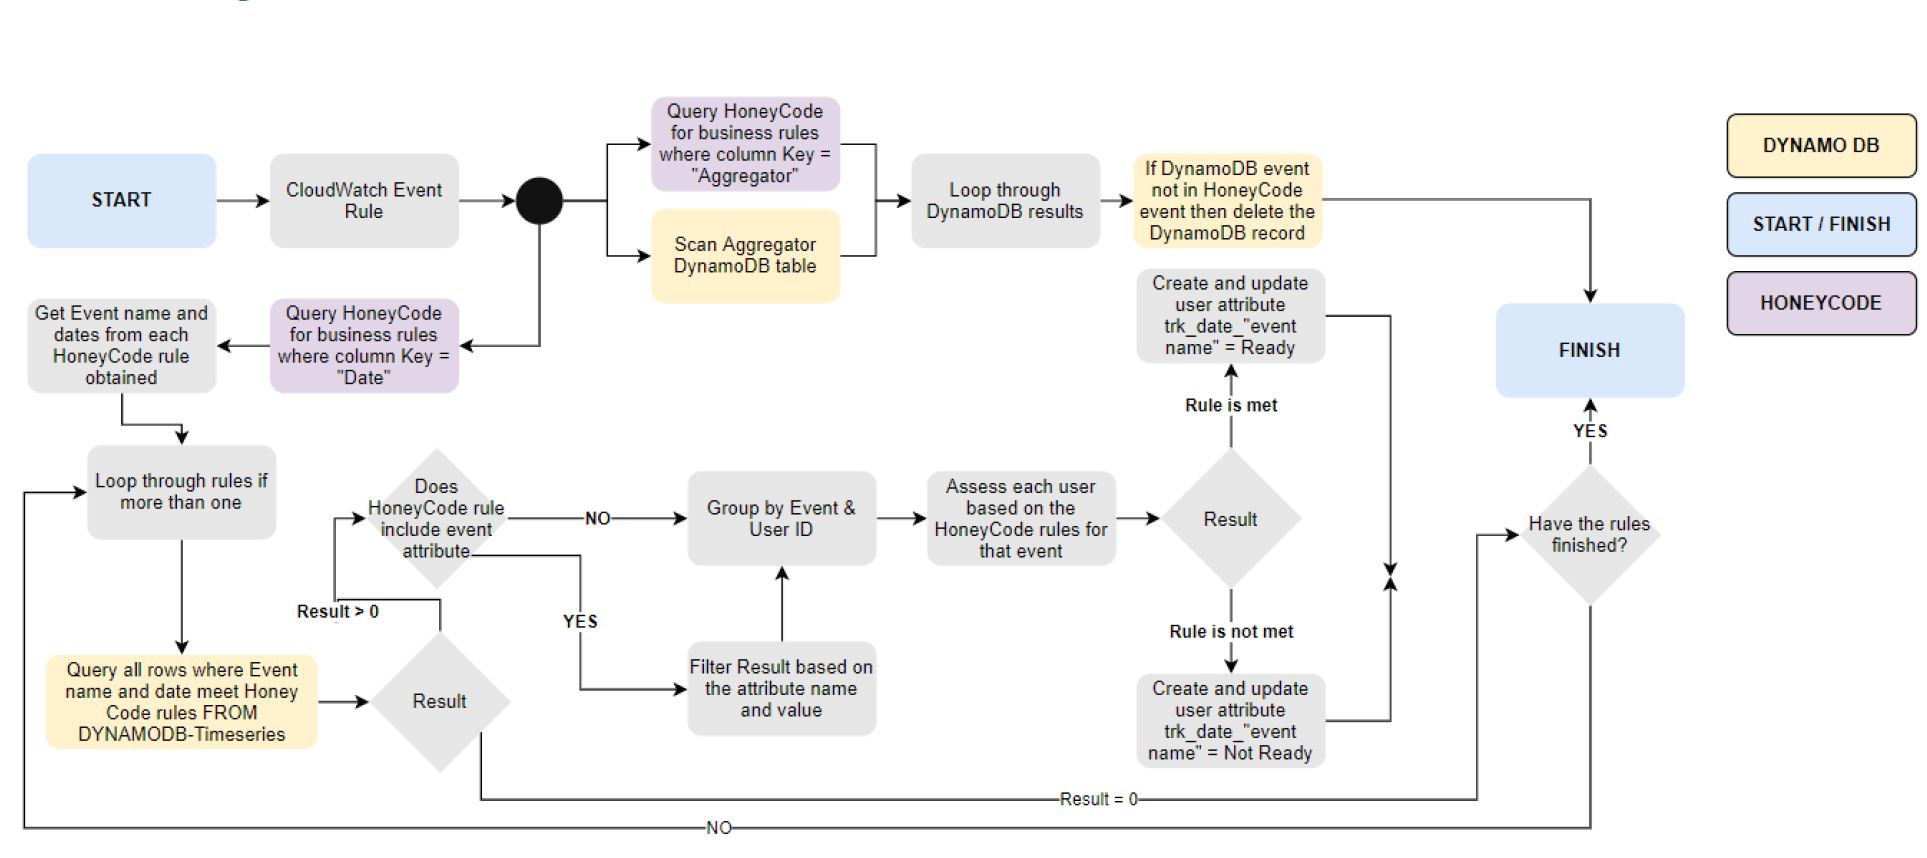 START
CloudWatch Event
Rule
Query HoneyCode
for business rules
where column Key =
"Aggregator"
Scan Aggregator
DynamoDB table
Loop through
DynamoDB results
If DynamoDB event
not in HoneyCode
event then delete the
DynamoDB record
DYNAMO DB
START / FINISH
HONEYCODE
Get Event name and
dates from each
HoneyCode rule
obtained
Query HoneyCode
for business rules
where column Key =
"Date"
Create and update
user attribute
trk_date_"event
name" = Ready
FINISH
Rule is met
YES
Loop through rules if
more than one
Does
HoneyCode rule
include event
attribute
NO
Group by Event &
User ID
Assess each user
based on the
HoneyCode rules for
that event
Result
Have the rules
finished?
Result > 0
YES
Rule is not met
Query all rows where Event
name and date meet Honey
Code rules FROM
DYNAMODB-Timeseries
Result
Filter Result based on
the attribute name
and value
Create and update
user attribute
trk_date_"event
name" = Not Ready
Result = 0
NO